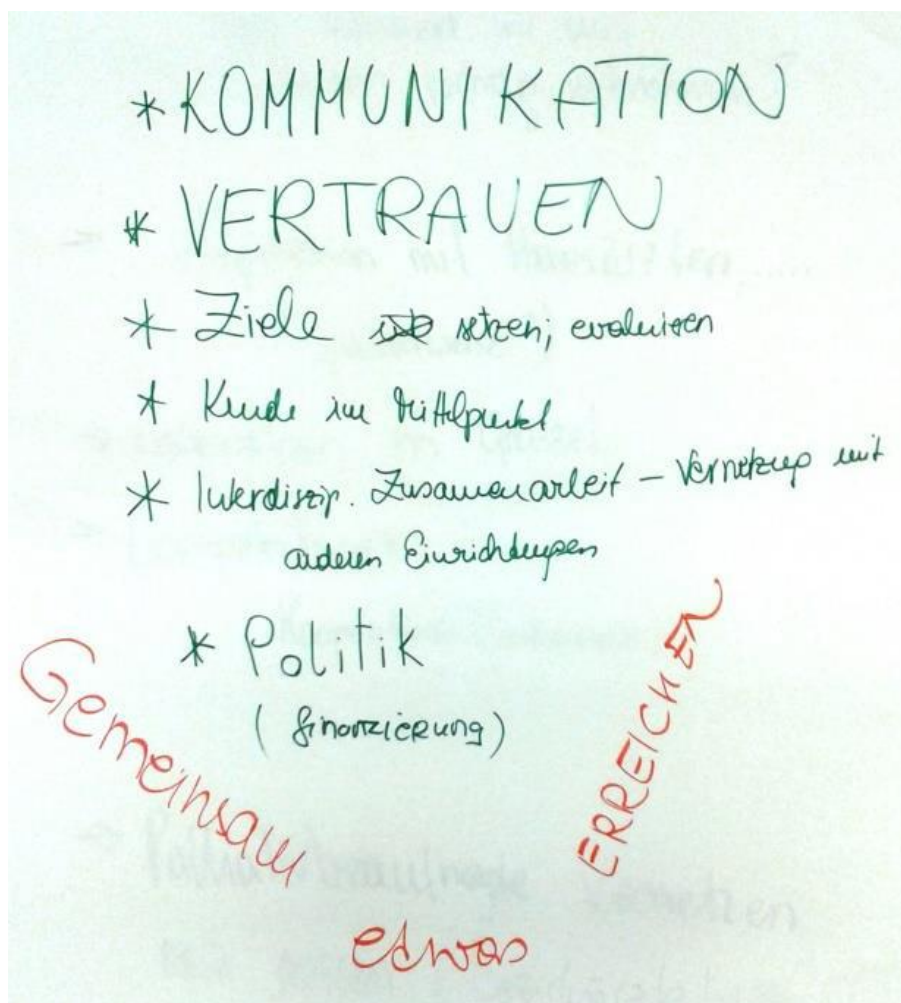 * KOMMUNIKATION
* VERTRAUEN
* Ziele setzen; evaluieren
* Kunde im Mittelpunkt
* Interdiszip. Zusammenarbeit - Vernetzung mit
anderen Einrichtungen
* Politik
(finanzierung)
Gemeinsam
etwas
ERREICHEN